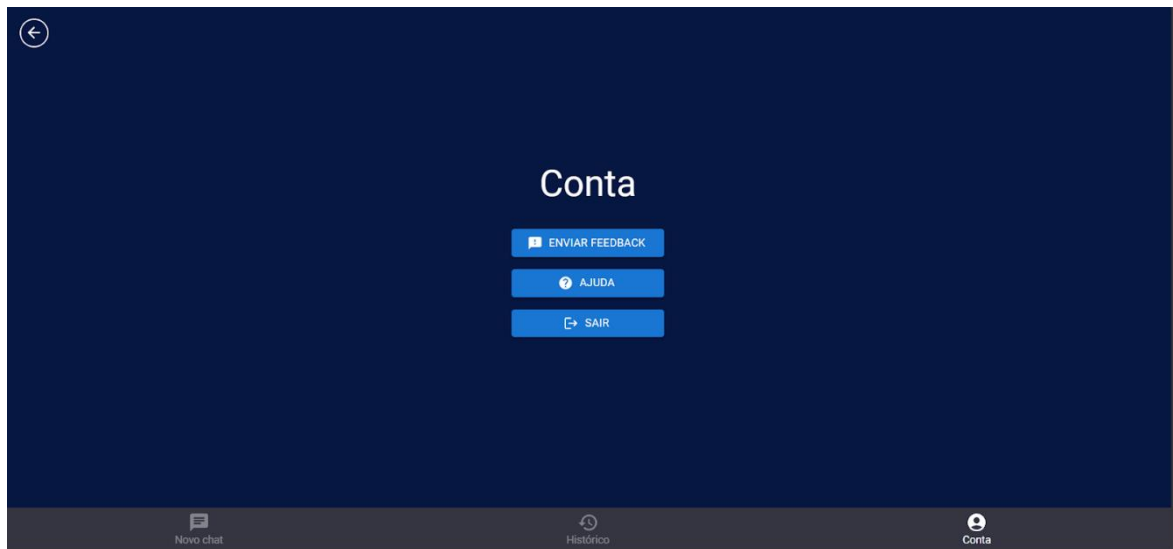 Conta
ENVIAR FEEDBACK
AJUDA
SAIR
Novo chat
Histórico
Conta